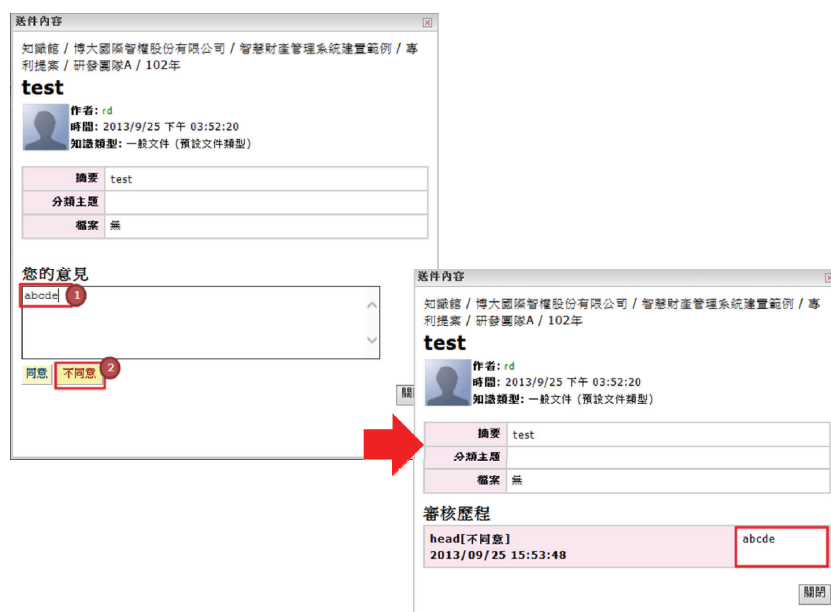 送件內容
知識館 / 博大國際智權股份有限公司 / 智慧財產管理系統建置範例 / 專
利提案 / 研發團隊A / 102年
test
作者: rd
時間: 2013/9/25 下午 03:52:20
知識類型: 一般文件 (預設文件類型)
摘要 test
分類主題
檔案 無
您的意見
abcde
1
同意 不同意
2
關
送件內容
知識館 / 博大國際智權股份有限公司 / 智慧財產管理系統建置範例 / 專
利提案 / 研發團隊A / 102年
test
作者: rd
時間: 2013/9/25 下午 03:52:20
知識類型: 一般文件 (預設文件類型)
摘要 test
分類主題
檔案 無
審核歷程
head[不同意] abcde
2013/09/25 15:53:48
關閉